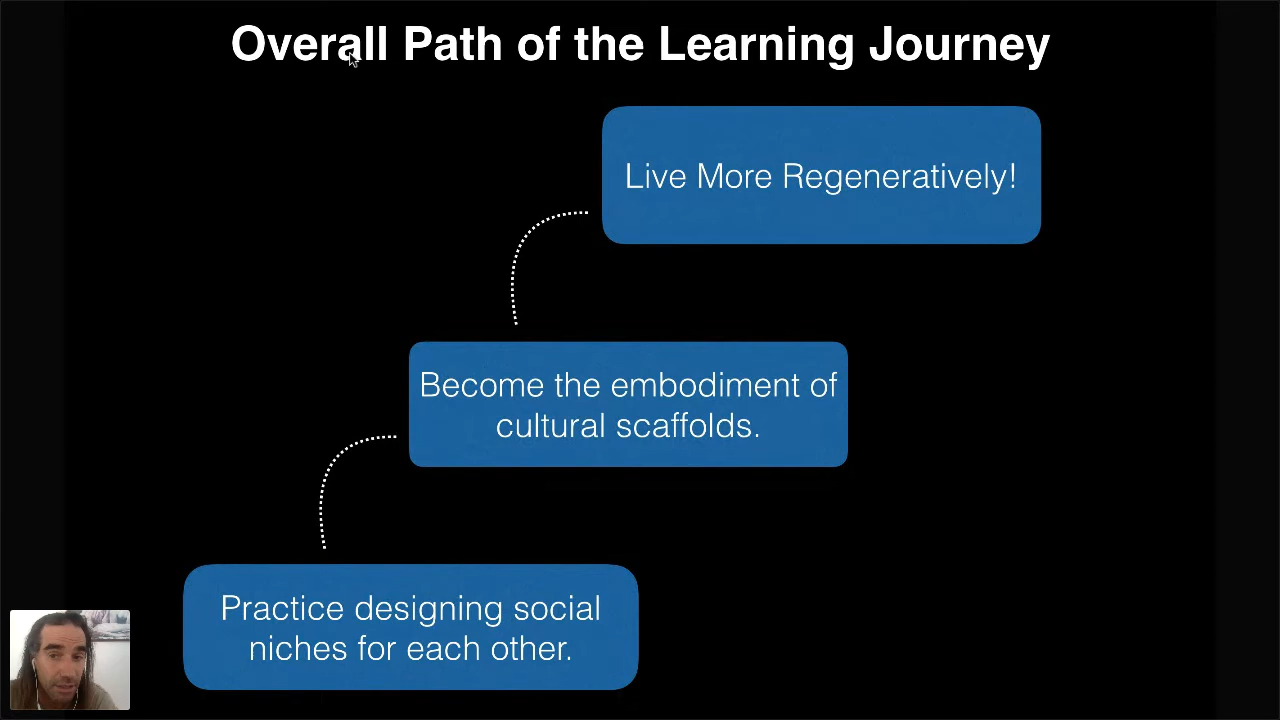 Overall Path of the Learning Journey
Live More Regeneratively!
Become the embodiment of
cultural scaffolds.
Practice designing social
niches for each other.